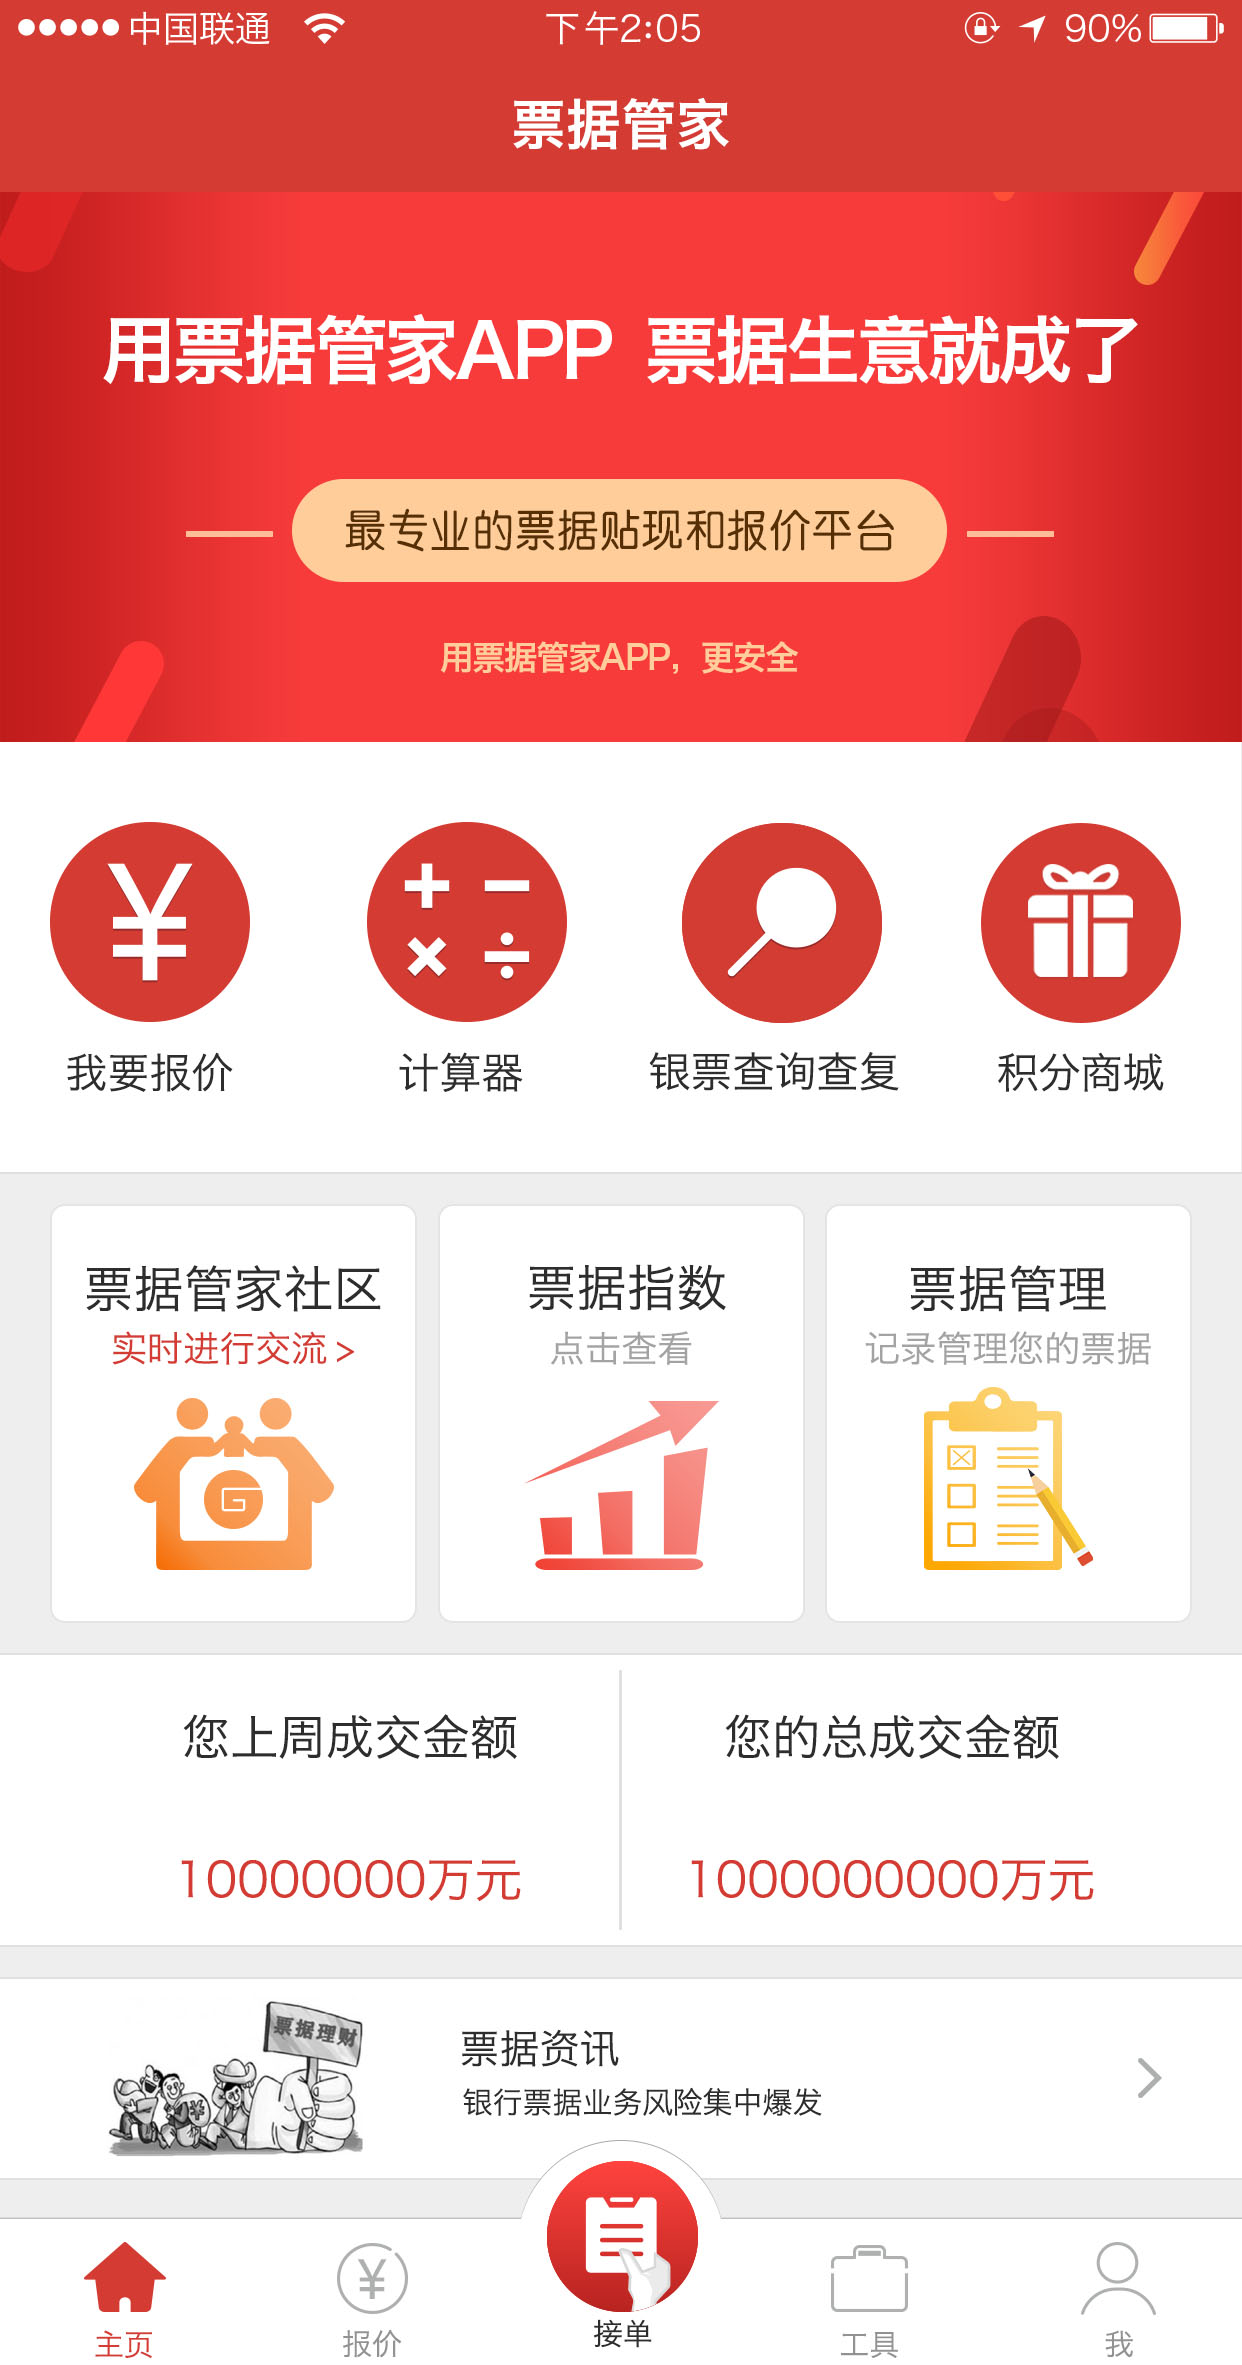 中国联通 下午2:05 90%
票据管家
用票据管家APP 票据生意就成了
最专业的票据贴现和报价平台
用票据管家APP，更安全
我要报价 计算器 银票查询查复 积分商城
票据管家社区 票据指数 票据管理
实时进行交流 > 点击查看 记录管理您的票据
您上周成交金额 您的总成交金额
10000000万元 1000000000万元
票据理财
票据资讯
银行票据业务风险集中爆发
主页 报价 接单 工具 我